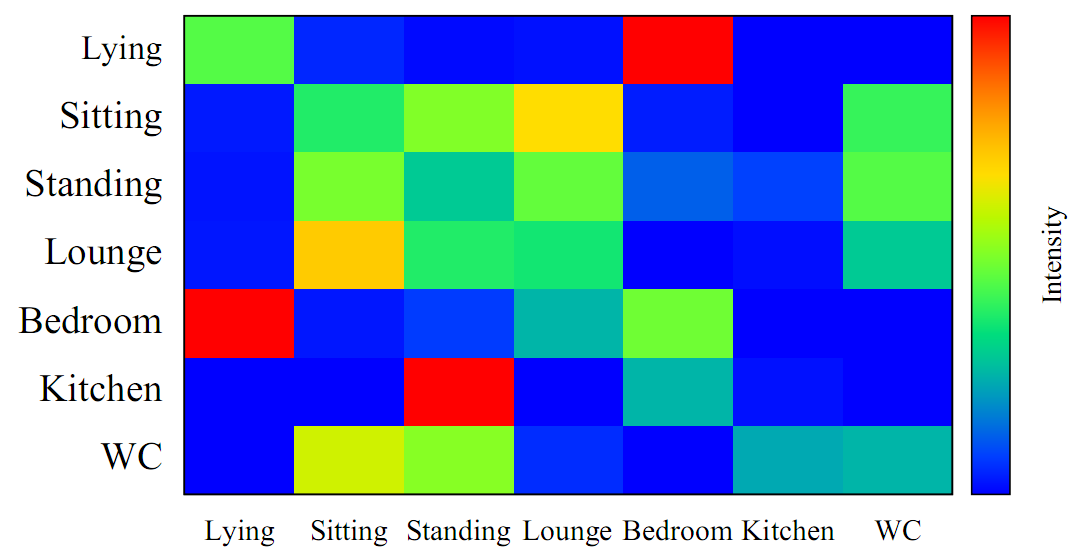 Lying
Sitting
Standing
Lounge
Bedroom
Kitchen
WC
Lying Sitting Standing Lounge Bedroom Kitchen WC
Intensity